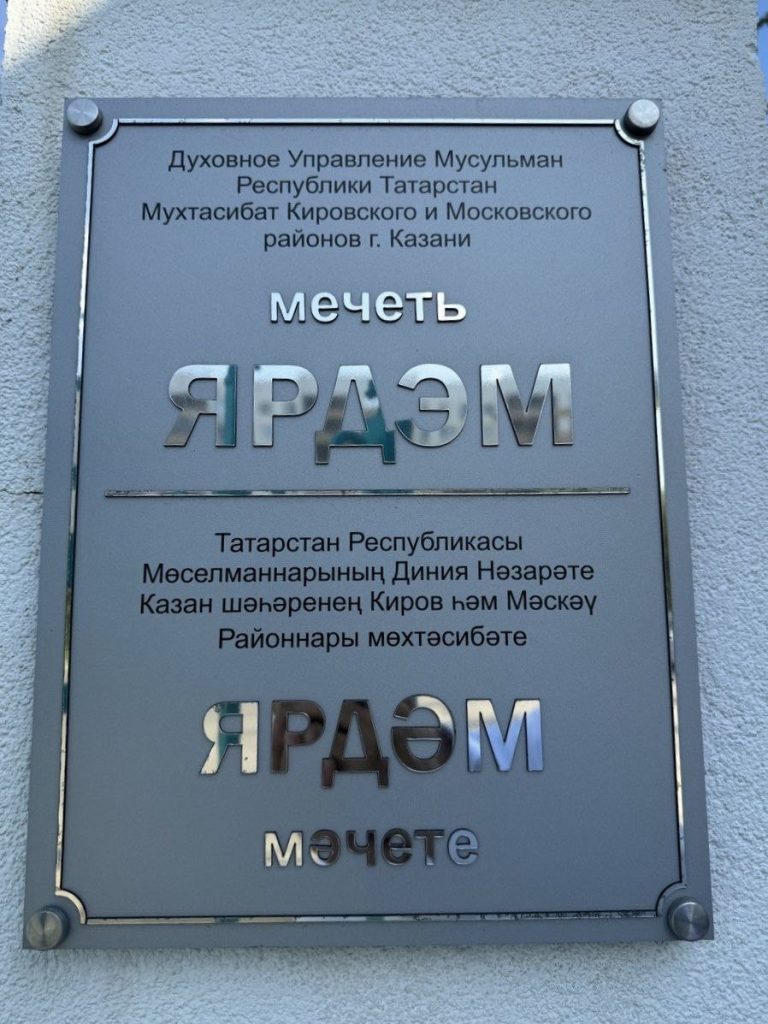 Духовное Управление Мусульман
Республики Татарстан
Мухтасибат Кировского и Московского
районов г. Казани
мечеть
ЯРДЭМ
Татарстан Республикасы
Мөселманнарының Диния Нәзарәте
Казан шәһәренең Киров һәм Мәскәү
Районнары мөхтәсибәте
ЯРДӘМ
мәчете